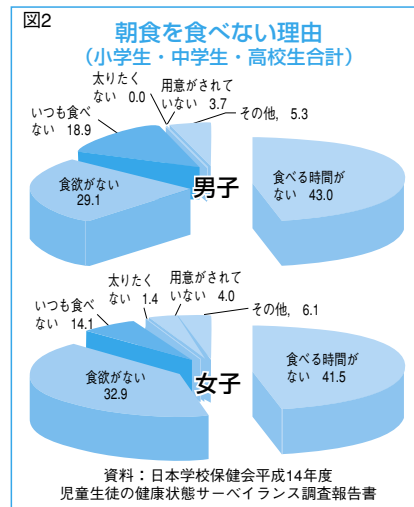 図2
朝食を食べない理由
（小学生・中学生・高校生合計）
太りたく
ない 0.0
用意がされて
いない 3.7
その他, 5.3
いつも食べ
ない 18.9
食欲がない
29.1
男子
食べる時間が
ない 43.0
太りたく
ない 1.4
用意がされて
いない 4.0
その他, 6.1
いつも食べ
ない 14.1
食欲がない
32.9
女子
食べる時間が
ない 41.5
資料：日本学校保健会平成14年度
児童生徒の健康状態サーベイランス調査報告書